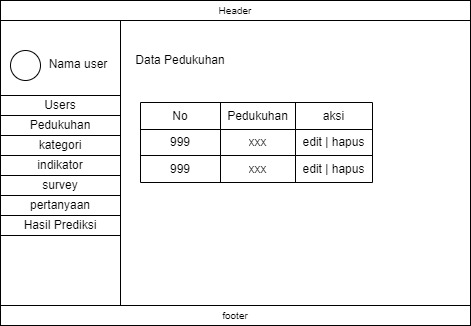 Header
Nama user
Users
Pedukuhan
kategori
indikator
survey
pertanyaan
Hasil Prediksi
Data Pedukuhan
No Pedukuhan aksi
999 xxx edit | hapus
999 xxx edit | hapus
footer